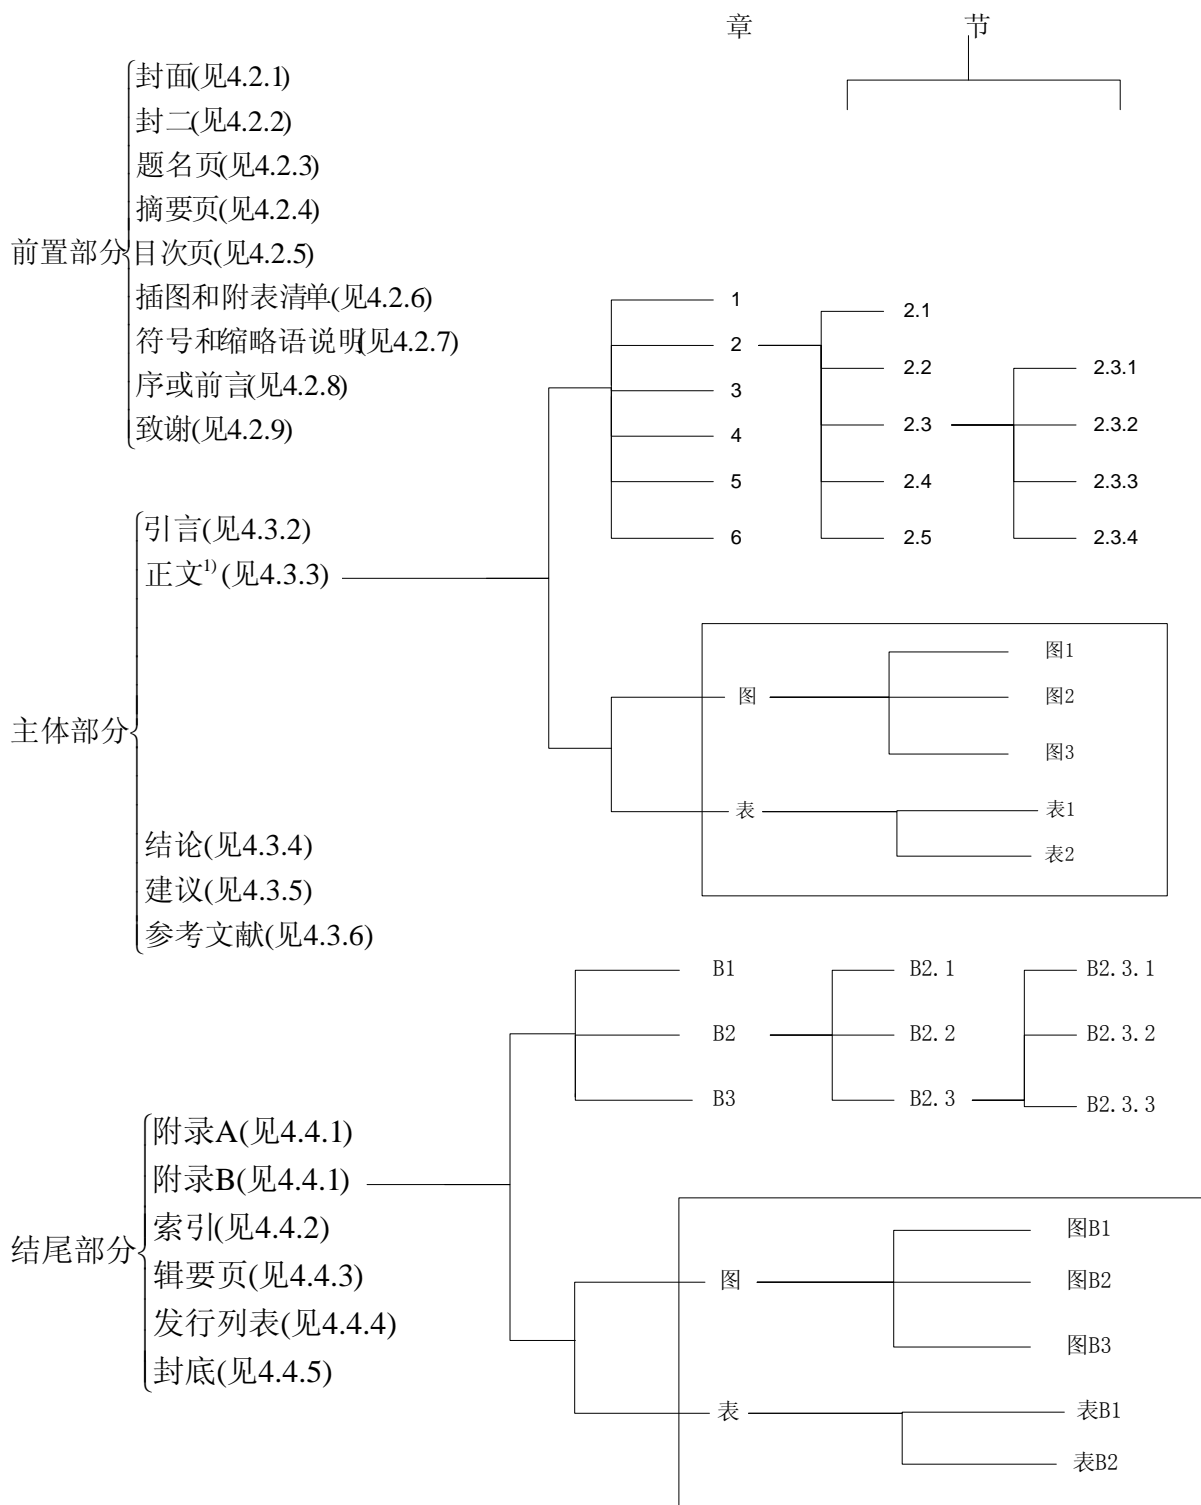 章 节
前置部分
封面(见4.2.1)
封二(见4.2.2)
题名页(见4.2.3)
摘要页(见4.2.4)
目次页(见4.2.5)
插图和附表清单(见4.2.6)
符号和缩略语说明(见4.2.7)
序或前言(见4.2.8)
致谢(见4.2.9)
主体部分
引言(见4.3.2)
正文1) (见4.3.3)
结论(见4.3.4)
建议(见4.3.5)
参考文献(见4.3.6)
1
2
3
4
5
6
2.1
2.2
2.3
2.4
2.5
2.3.1
2.3.2
2.3.3
2.3.4
图
图1
图2
图3
表
表1
表2
结尾部分
附录A(见4.4.1)
附录B(见4.4.1)
索引(见4.4.2)
辑要页(见4.4.3)
发行列表(见4.4.4)
封底(见4.4.5)
B1
B2
B3
B2.1
B2.2
B2.3
B2.3.1
B2.3.2
B2.3.3
图
图B1
图B2
图B3
表
表B1
表B2